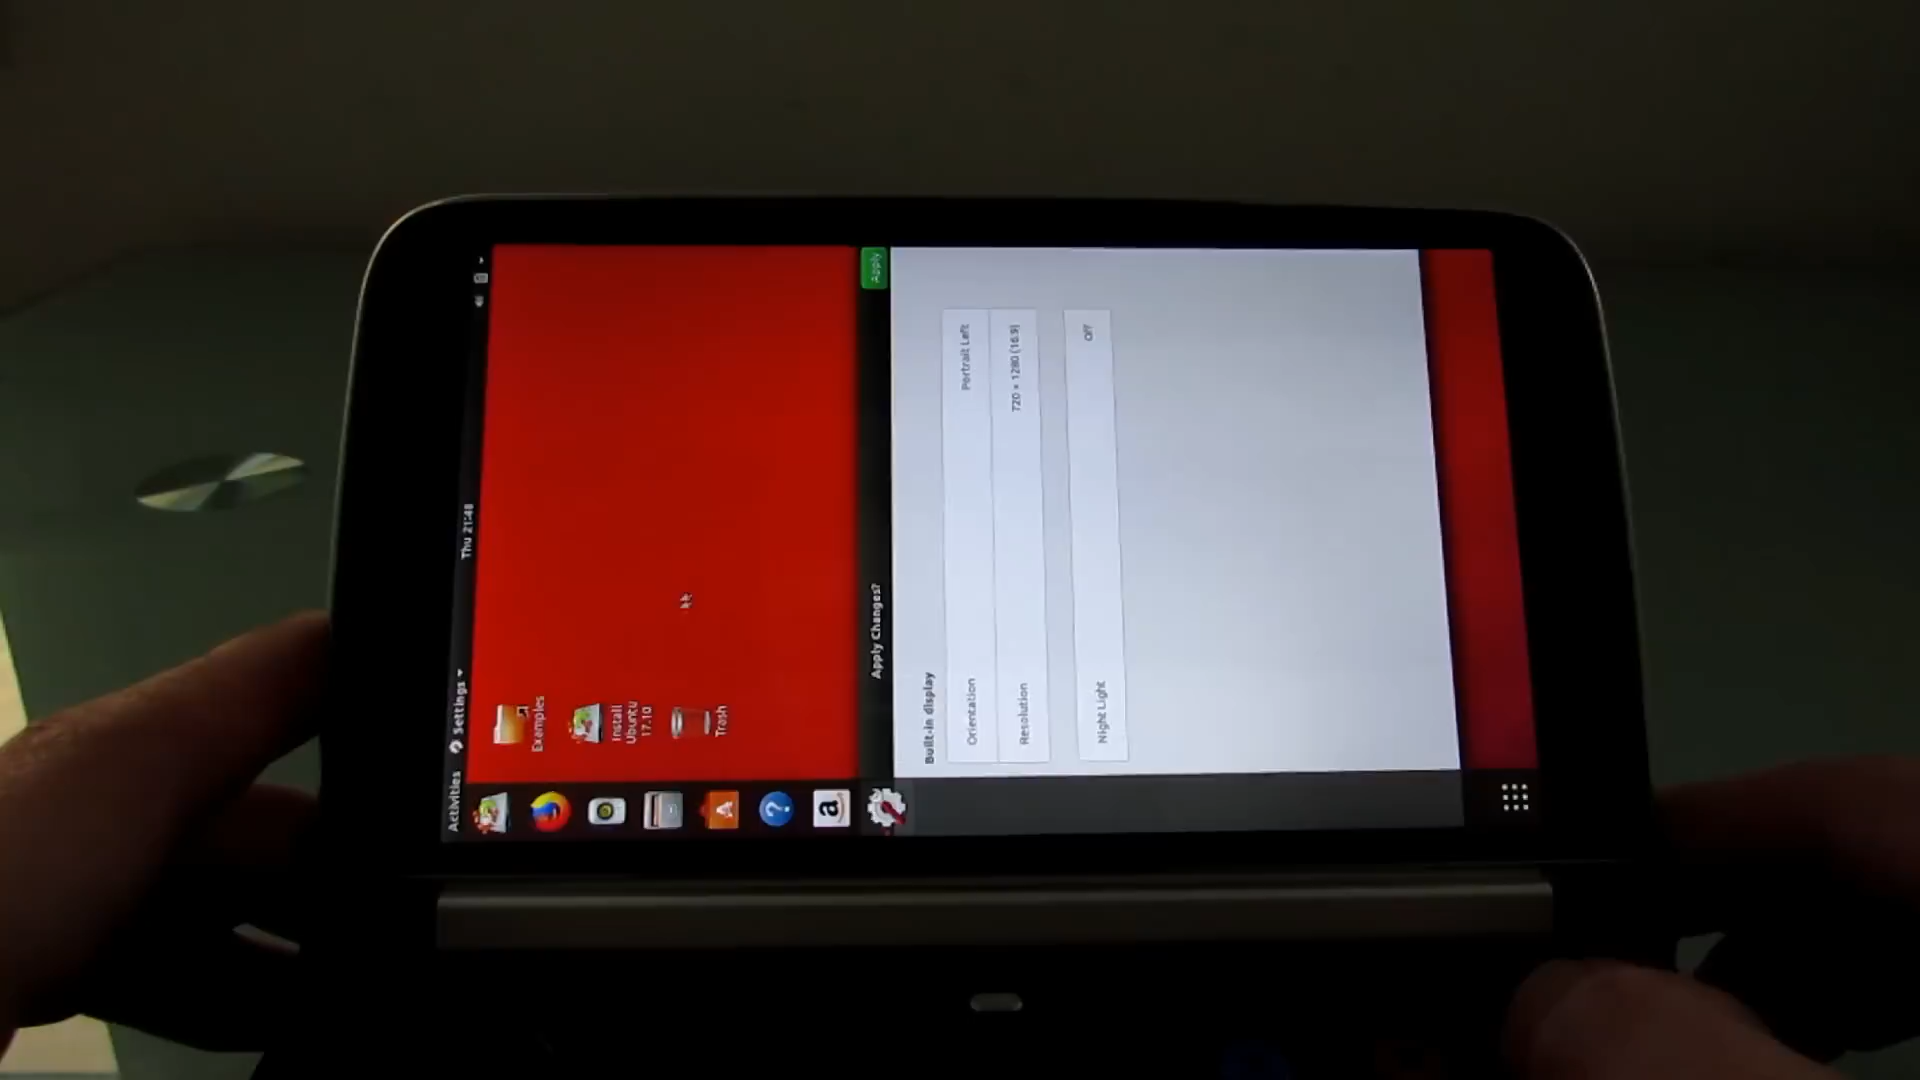 Activities
Settings
Thu 21:48
Examples
Install
Ubuntu
17.10
Trash
Apply Changes?
Apply
Built-in display
Orientation
Portrait Left
Resolution
720 × 1280 (16:9)
Night Light
Off
a
A
?